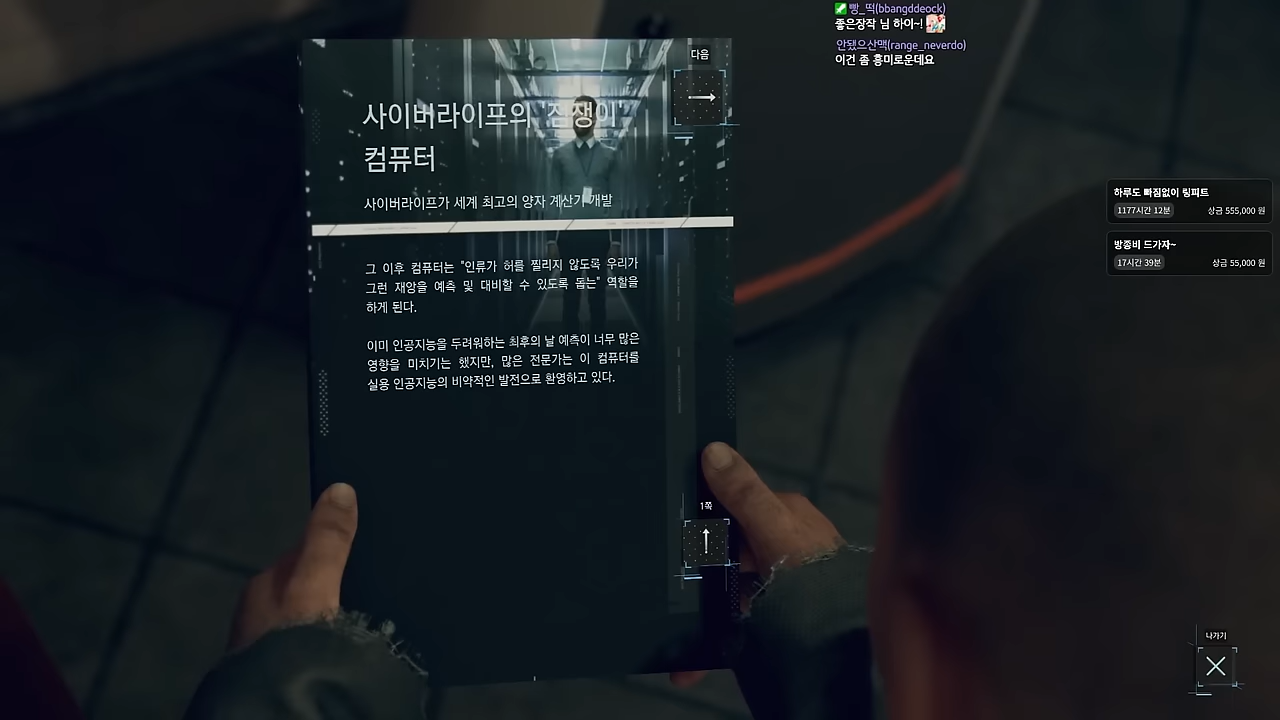 빵_떡(bbangddeock)
좋은장작 님 하이~!
안됐으산맥(range_neverdo)
이건 좀 흥미로운데요
다음
사이버라이프의 '점쟁이'
컴퓨터
사이버라이프가 세계 최고의 양자 계산기 개발
그 이후 컴퓨터는 "인류가 허를 찔리지 않도록 우리가
그런 재앙을 예측 및 대비할 수 있도록 돕는" 역할을
하게 된다.
이미 인공지능을 두려워하는 최후의 날 예측이 너무 많은
영향을 미치기는 했지만, 많은 전문가는 이 컴퓨터를
실용 인공지능의 비약적인 발전으로 환영하고 있다.
1쪽
하루도 빠짐없이 링피트
1177시간 12분 상금 555,000 원
방종비 드가자~
17시간 39분 상금 55,000 원
나가기